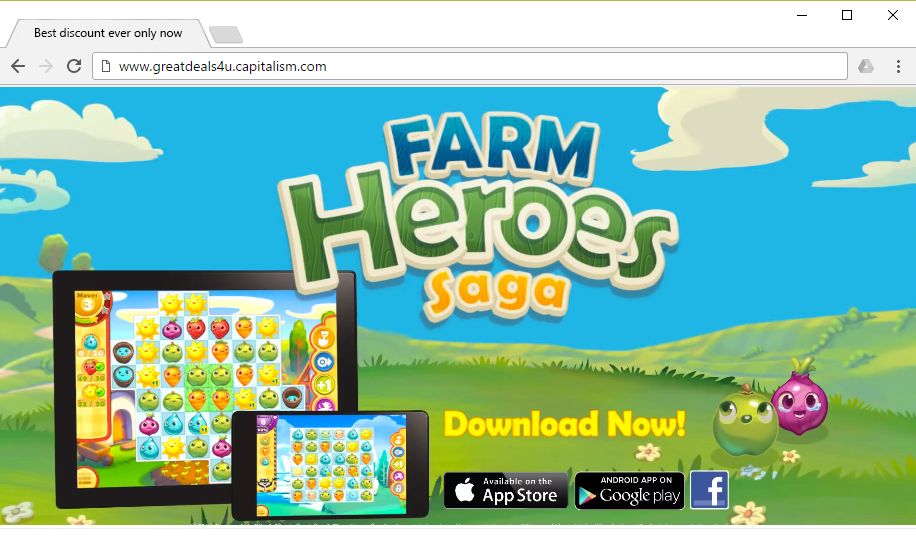 Best discount ever only now
www.greatdeals4u.capitalism.com
FARM
Heroes
Saga
Moves
3
+1
Download Now!
Available on the
App Store
ANDROID APP ON
Google play
f